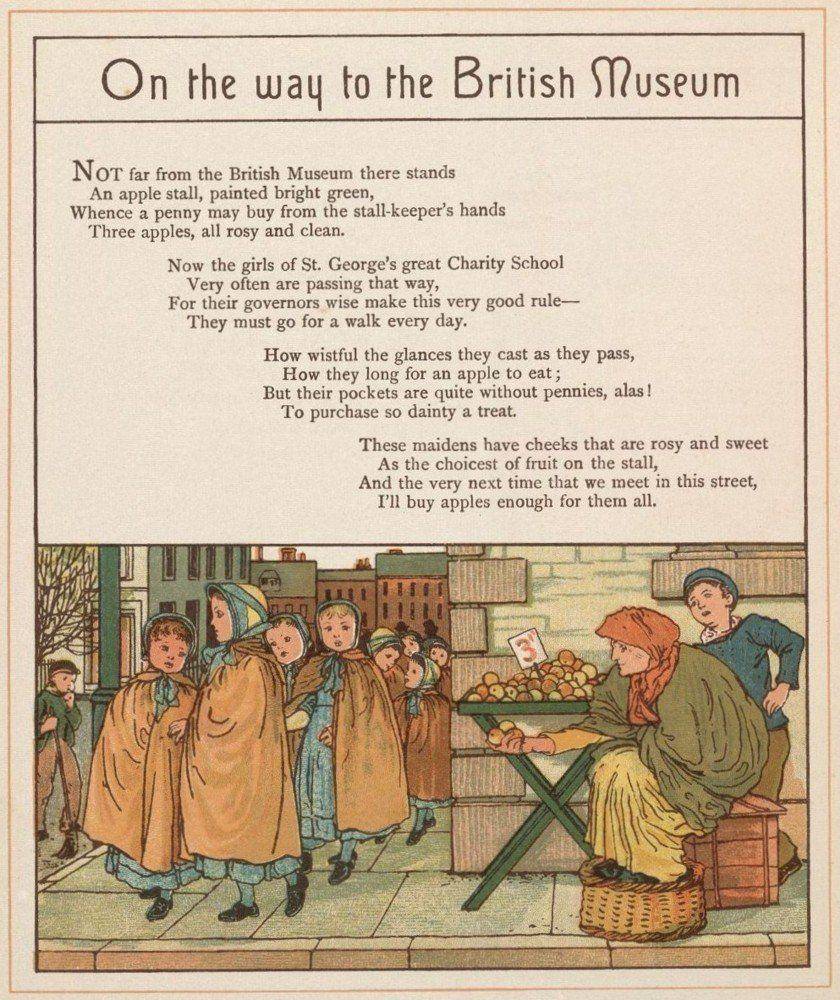 On the way to the British Museum
NOT far from the British Museum there stands
An apple stall, painted bright green,
Whence a penny may buy from the stall-keeper's hands
Three apples, all rosy and clean.
Now the girls of St. George's great Charity School
Very often are passing that way,
For their governors wise make this very good rule—
They must go for a walk every day.
How wistful the glances they cast as they pass,
How they long for an apple to eat;
But their pockets are quite without pennies, alas!
To purchase so dainty a treat.
These maidens have cheeks that are rosy and sweet
As the choicest of fruit on the stall,
And the very next time that we meet in this street,
I'll buy apples enough for them all.